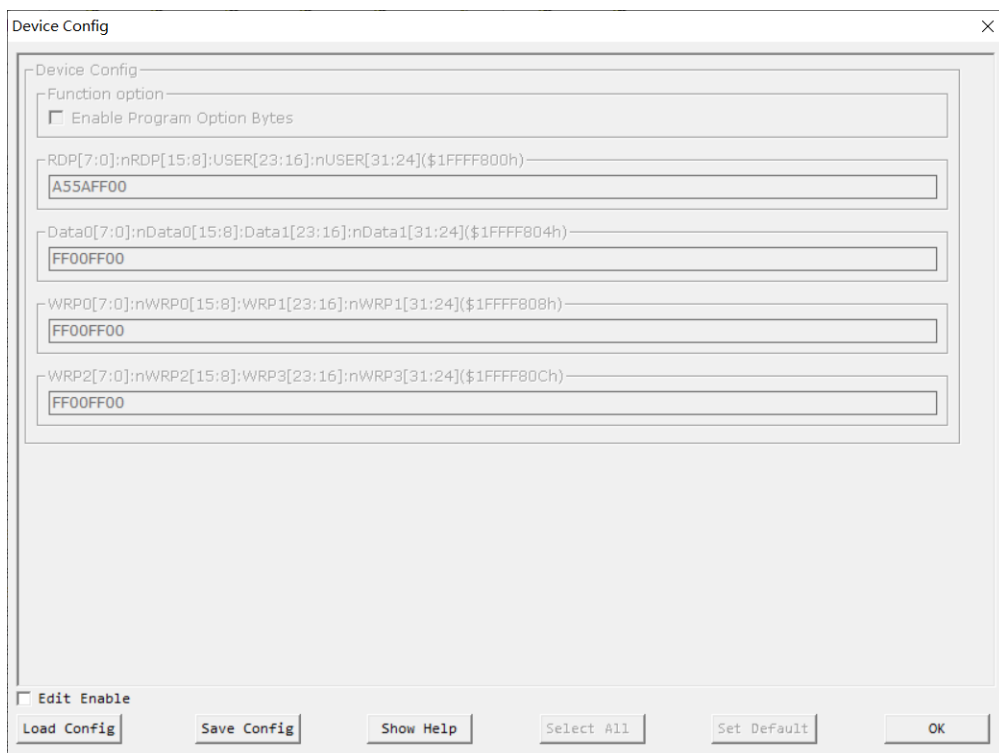 Device Config
Device Config
Function option
Enable Program Option Bytes
RDP[7:0]:nRDP[15:8]:USER[23:16]:nUSER[31:24]($1FFFF800h)
A55AFF00
Data0[7:0]:nData0[15:8]:Data1[23:16]:nData1[31:24]($1FFFF804h)
FF00FF00
WRP0[7:0]:nWRP0[15:8]:WRP1[23:16]:nWRP1[31:24]($1FFFF808h)
FF00FF00
WRP2[7:0]:nWRP2[15:8]:WRP3[23:16]:nWRP3[31:24]($1FFFF80Ch)
FF00FF00
Edit Enable
Load Config Save Config Show Help Select All Set Default OK